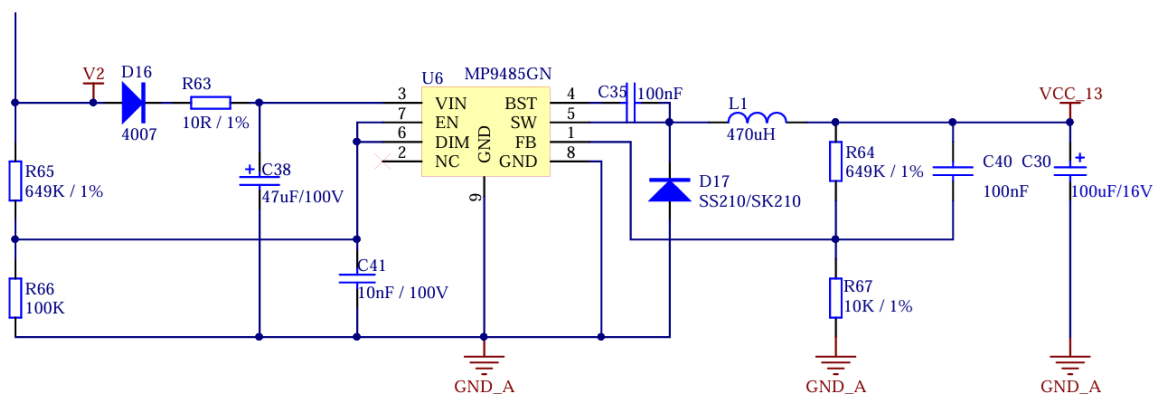 V2
D16
4007
R63
10R / 1%
U6
MP9485GN
3
7
6
2
VIN
EN
DIM
NC
GND
BST
SW
FB
GND
4
5
1
8
9
C35
100nF
L1
470uH
VCC_13
R65
649K / 1%
C38
47uF/100V
D17
SS210/SK210
R64
649K / 1%
C40
100nF
C30
100uF/16V
R66
100K
C41
10nF / 100V
R67
10K / 1%
GND_A
GND_A
GND_A